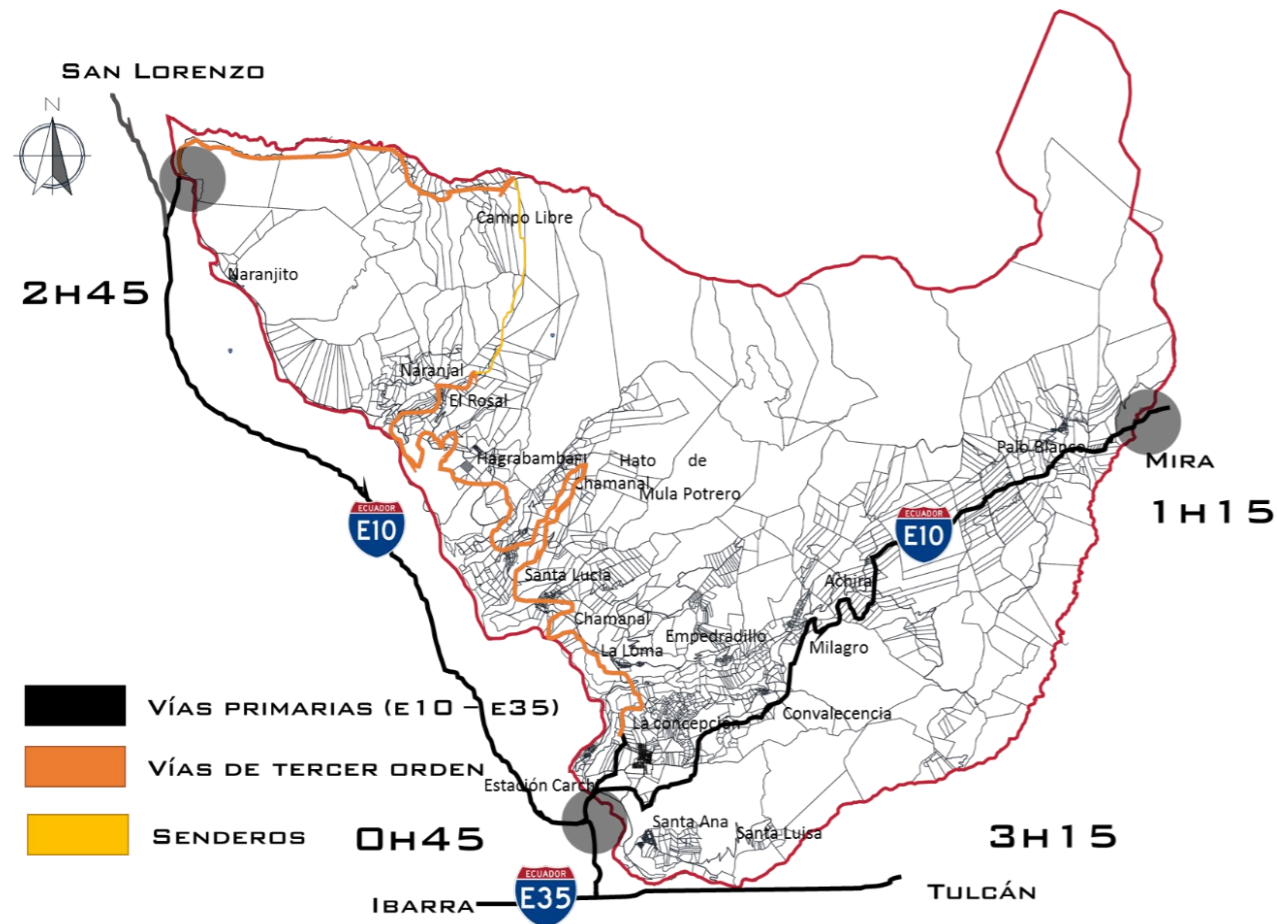 SAN LORENZO
N
Campo Libre
Naranjito
2H45
Naranjal
El Rosal
Hagrabambari
Hato de
Chamanal
Mula Potrero
Palo Blanco
MIRA
1H15
ECUADOR
E10
ECUADOR
E10
Santa Lucia
Achira
Chamanal
Empedradillo
La Loma
Milagro
VÍAS PRIMARIAS (E10 – E35)
La concepcion
Convalecencia
VÍAS DE TERCER ORDEN
Estación Carchi
SENDEROS
0H45
Santa Ana
Santa Luisa
3H15
IBARRA
ECUADOR
E35
TULCÁN